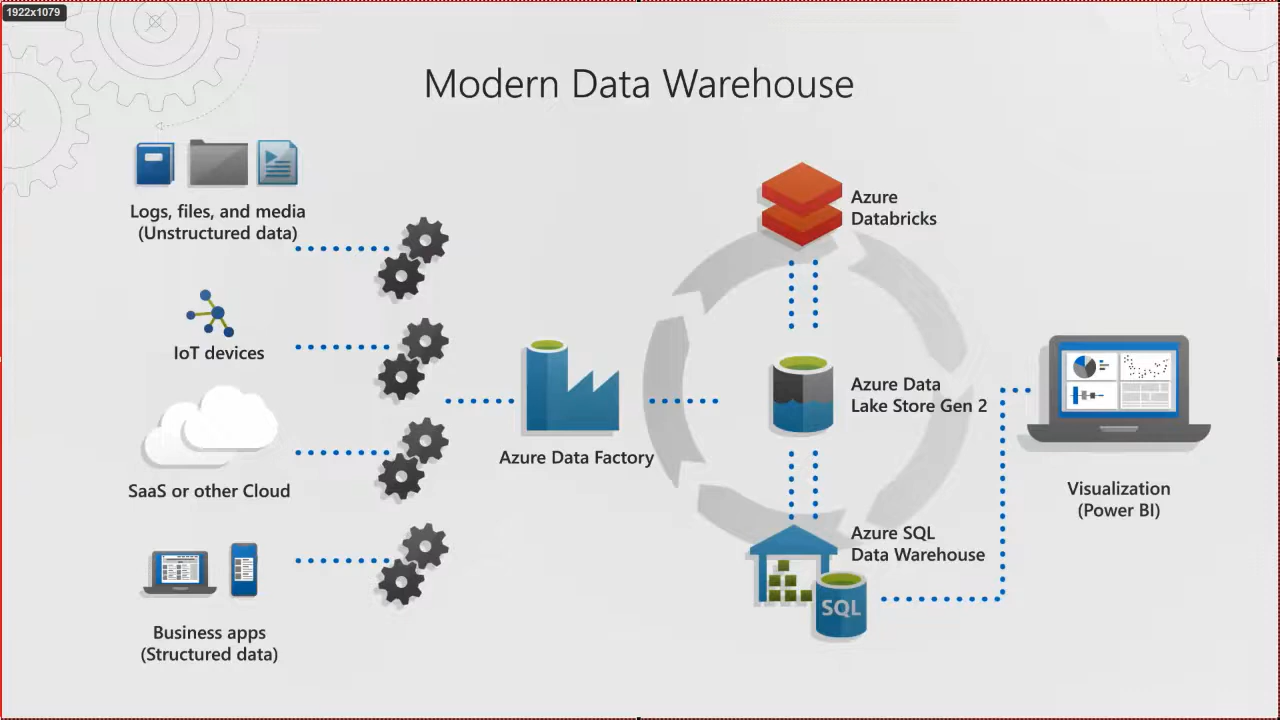 1922x1079
Modern Data Warehouse
Logs, files, and media
(Unstructured data)
IoT devices
SaaS or other Cloud
Business apps
(Structured data)
Azure Data Factory
Azure
Databricks
Azure Data
Lake Store Gen 2
Azure SQL
Data Warehouse
SQL
Visualization
(Power BI)